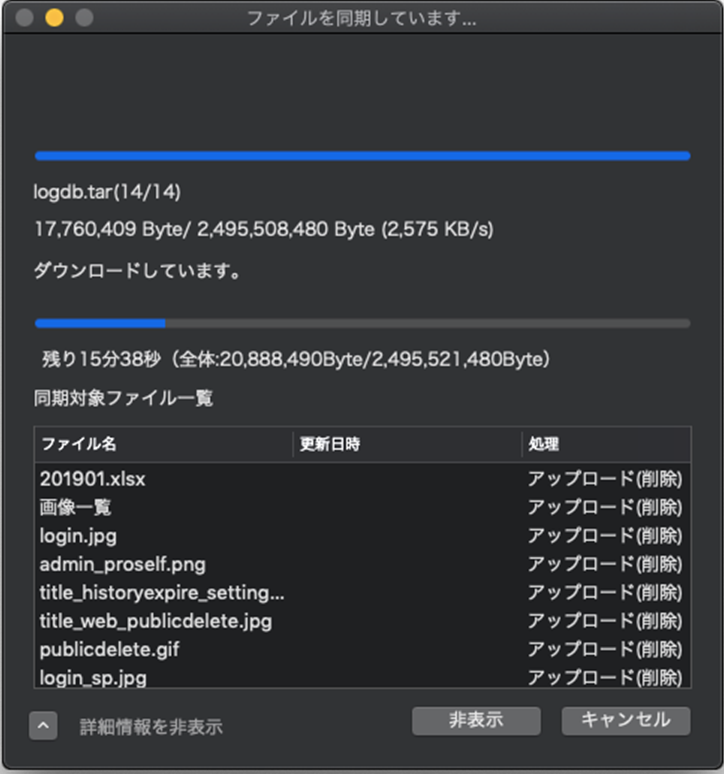 ファイルを同期しています...
logdb.tar(14/14)
17,760,409 Byte/ 2,495,508,480 Byte (2,575 KB/s)
ダウンロードしています。
残り15分38秒（全体:20,888,490Byte/2,495,521,480Byte）
同期対象ファイル一覧
ファイル名 更新日時 処理
201901.xlsx アップロード(削除)
画像一覧 アップロード(削除)
login.jpg アップロード(削除)
admin_proself.png アップロード(削除)
title_historyexpire_setting... アップロード(削除)
title_web_publicdelete.jpg アップロード(削除)
publicdelete.gif アップロード(削除)
login_sp.jpg アップロード(削除)
詳細情報を非表示 非表示 キャンセル